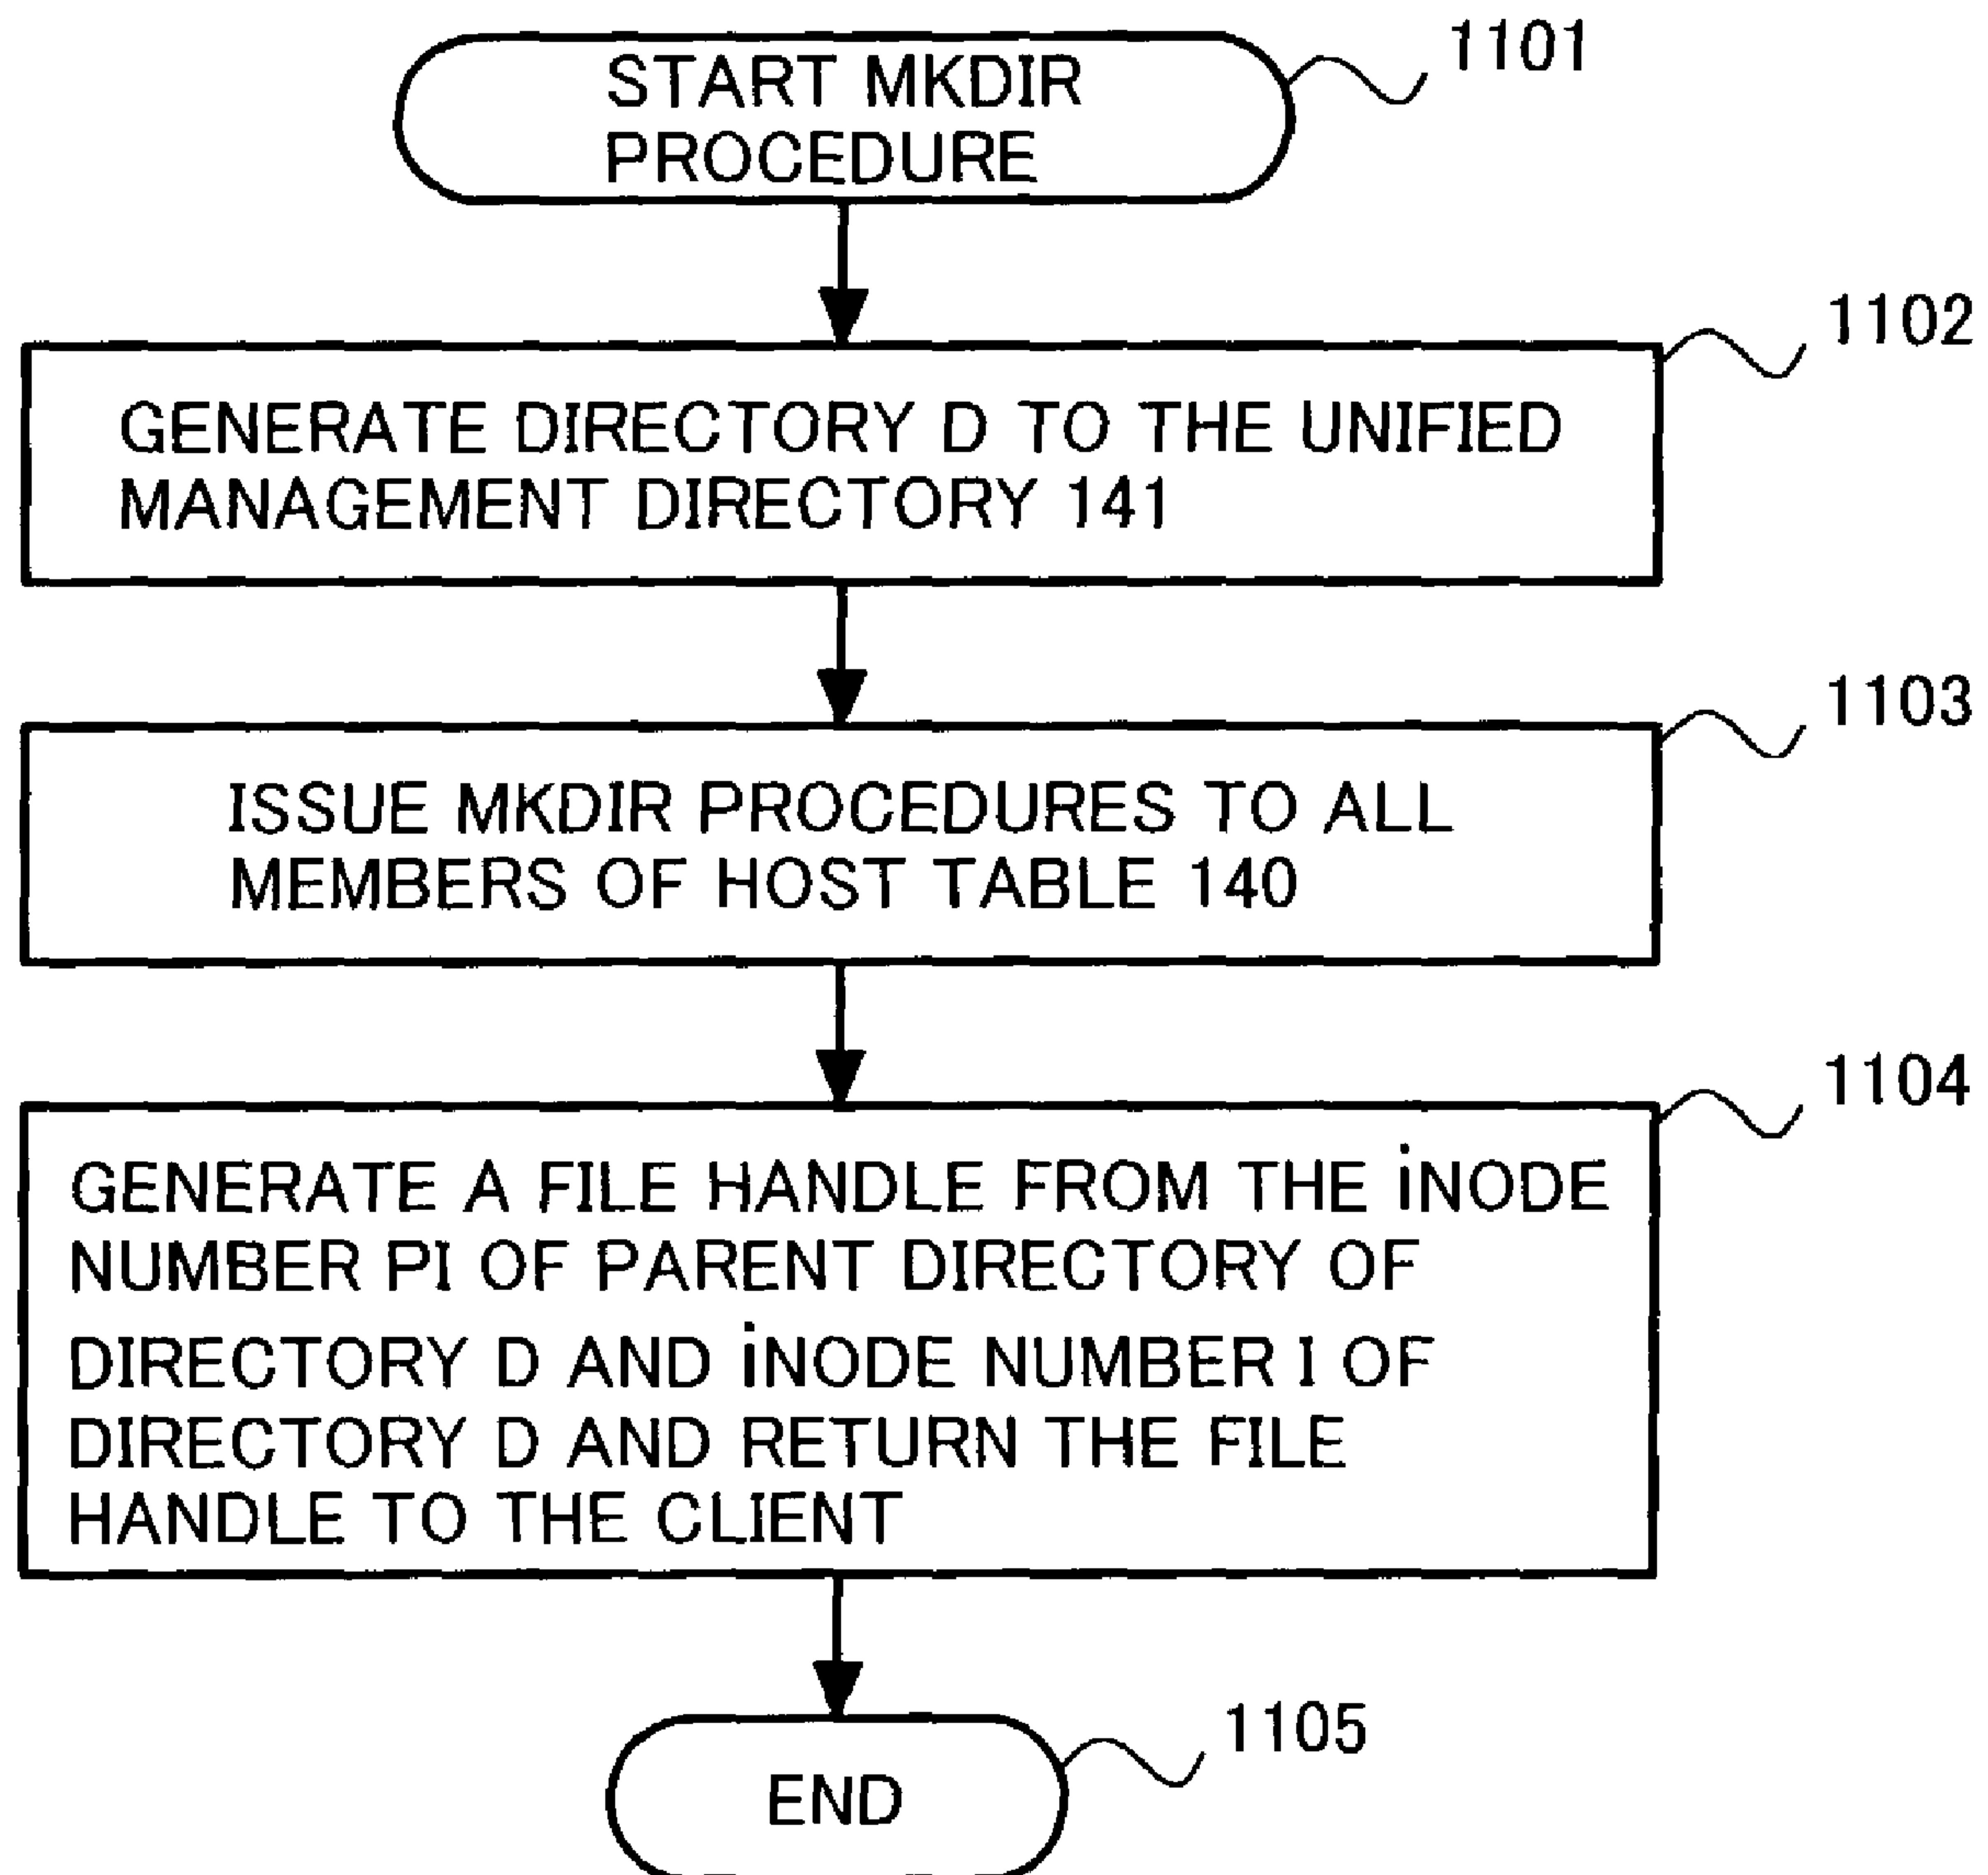 1101
START MKDIR
PROCEDURE
1102
GENERATE DIRECTORY D TO THE UNIFIED
MANAGEMENT DIRECTORY 141
1103
ISSUE MKDIR PROCEDURES TO ALL
MEMBERS OF HOST TABLE 140
1104
GENERATE A FILE HANDLE FROM THE iNODE
NUMBER PI OF PARENT DIRECTORY OF
DIRECTORY D AND iNODE NUMBER I OF
DIRECTORY D AND RETURN THE FILE
HANDLE TO THE CLIENT
1105
END